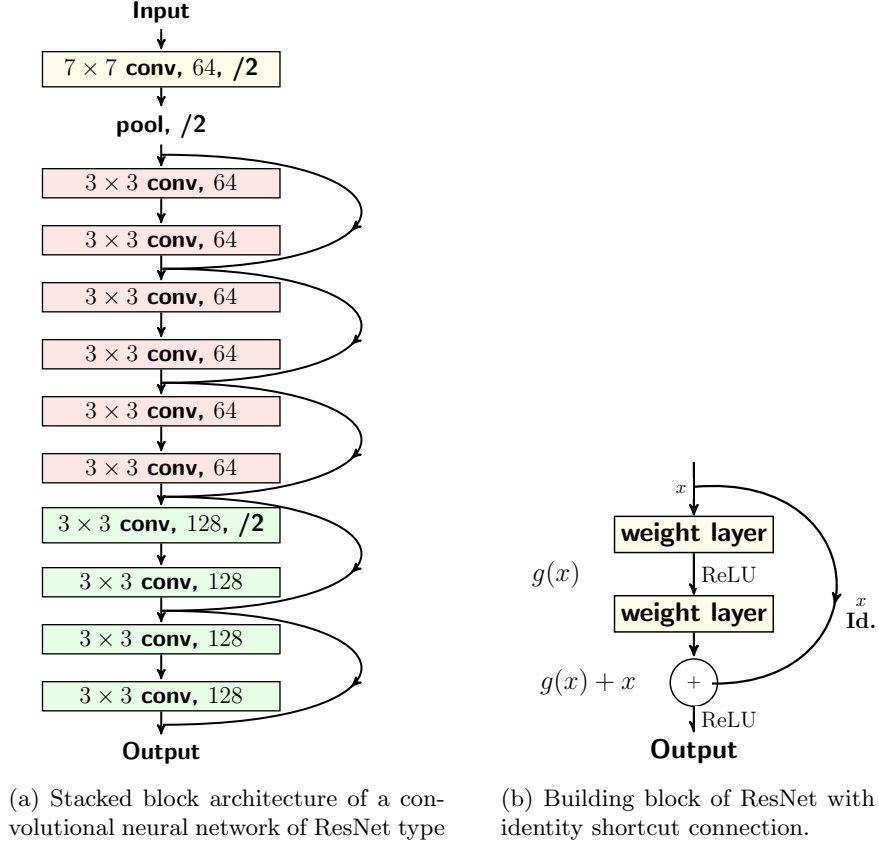 Input
7 × 7 conv, 64, /2
pool, /2
3 × 3 conv, 64
3 × 3 conv, 64
3 × 3 conv, 64
3 × 3 conv, 64
3 × 3 conv, 64
3 × 3 conv, 64
3 × 3 conv, 128, /2
3 × 3 conv, 128
3 × 3 conv, 128
3 × 3 conv, 128
Output
(a) Stacked block architecture of a con-
volutional neural network of ResNet type
x
weight layer
g(x)
ReLU
x
Id.
weight layer
g(x) + x
+
ReLU
Output
(b) Building block of ResNet with
identity shortcut connection.